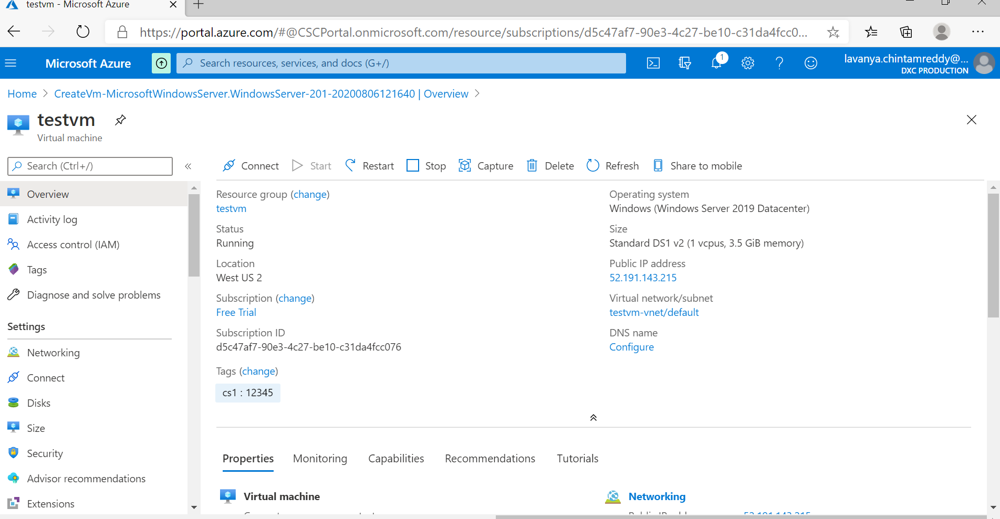 testvm - Microsoft Azure
https://portal.azure.com/#@CSCPortal.onmicrosoft.com/resource/subscriptions/d5c47af7-90e3-4c27-be10-c31da4fcc0...
Microsoft Azure
Search resources, services, and docs (G+/)
1
lavanya.chintamreddy@...
DXC PRODUCTION
Home > CreateVm-MicrosoftWindowsServer.WindowsServer-201-20200806121640 | Overview >
testvm
Virtual machine
Search (Ctrl+/)
«
Connect
Start
Restart
Stop
Capture
Delete
Refresh
Share to mobile
Overview
Activity log
Access control (IAM)
Tags
Diagnose and solve problems
Settings
Networking
Connect
Disks
Size
Security
Advisor recommendations
Extensions
Resource group (change)
testvm
Status
Running
Location
West US 2
Subscription (change)
Free Trial
Subscription ID
d5c47af7-90e3-4c27-be10-c31da4fcc076
Tags (change)
cs1 : 12345
Operating system
Windows (Windows Server 2019 Datacenter)
Size
Standard DS1 v2 (1 vcpus, 3.5 GiB memory)
Public IP address
52.191.143.215
Virtual network/subnet
testvm-vnet/default
DNS name
Configure
Properties
Monitoring
Capabilities
Recommendations
Tutorials
Virtual machine
Networking
Public IP address
52.191.143.215